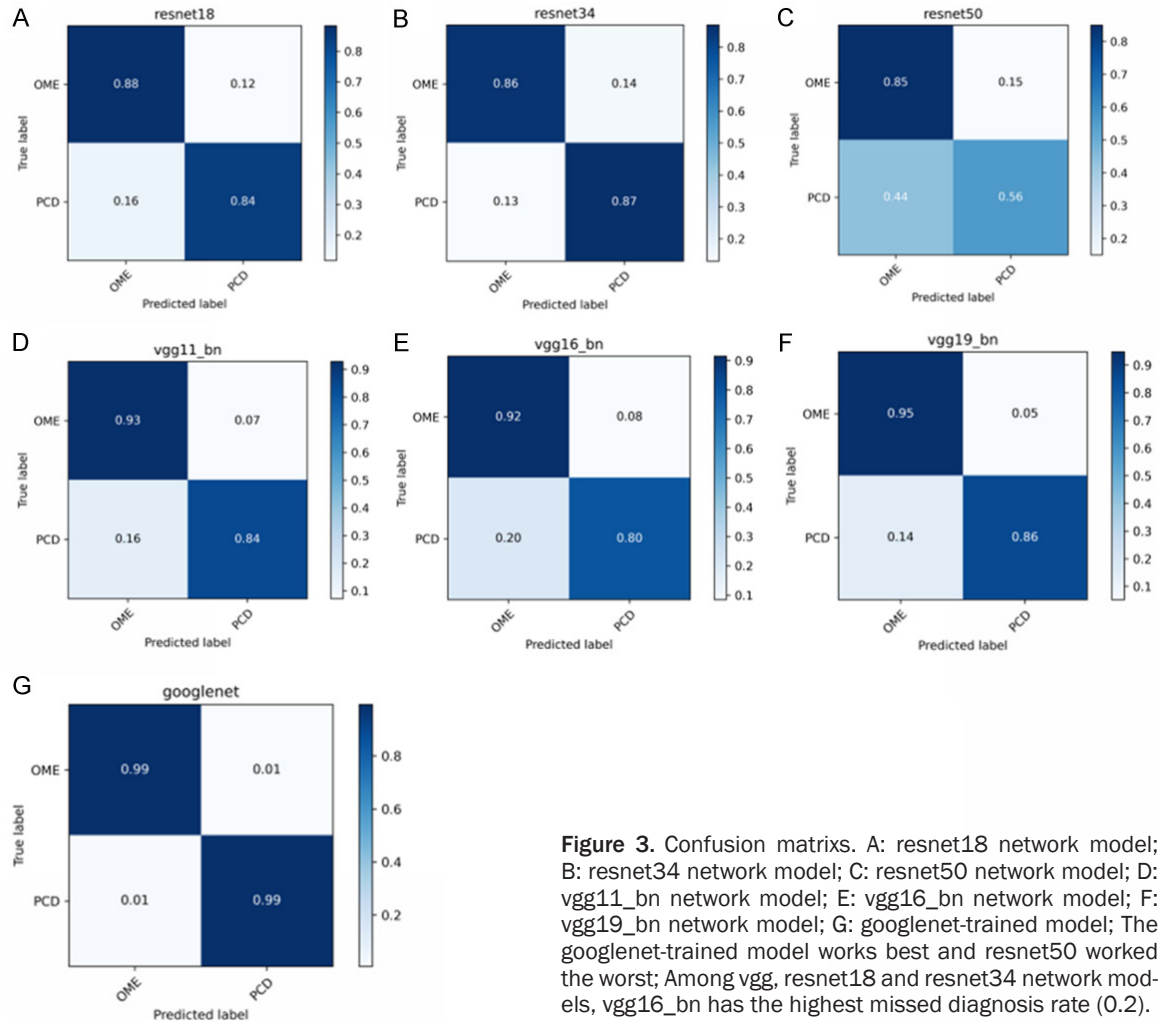 A
resnet18
True label
OME
0.88
0.12
PCD
0.16
0.84
OME
PCD
Predicted label
0.8
0.7
0.6
0.5
0.4
0.3
0.2
B
resnet34
True label
OME
0.86
0.14
PCD
0.13
0.87
OME
PCD
Predicted label
0.8
0.7
0.6
0.5
0.4
0.3
0.2
C
resnet50
True label
OME
0.85
0.15
PCD
0.44
0.56
OME
PCD
Predicted label
0.8
0.7
0.6
0.5
0.4
0.3
0.2
D
vgg11_bn
True label
OME
0.93
0.07
PCD
0.16
0.84
OME
PCD
Predicted label
0.9
0.8
0.7
0.6
0.5
0.4
0.3
0.2
0.1
E
vgg16_bn
True label
OME
0.92
0.08
PCD
0.20
0.80
OME
PCD
Predicted label
0.9
0.8
0.7
0.6
0.5
0.4
0.3
0.2
0.1
F
vgg19_bn
True label
OME
0.95
0.05
PCD
0.14
0.86
OME
PCD
Predicted label
0.9
0.8
0.7
0.6
0.5
0.4
0.3
0.2
0.1
G
googlenet
True label
OME
0.99
0.01
PCD
0.01
0.99
OME
PCD
Predicted label
0.8
0.6
0.4
0.2
Figure 3. Confusion matrixs. A: resnet18 network model;
B: resnet34 network model; C: resnet50 network model; D:
vgg11_bn network model; E: vgg16_bn network model; F:
vgg19_bn network model; G: googlenet-trained model; The
googlenet-trained model works best and resnet50 worked
the worst; Among vgg, resnet18 and resnet34 network mod-
els, vgg16_bn has the highest missed diagnosis rate (0.2).